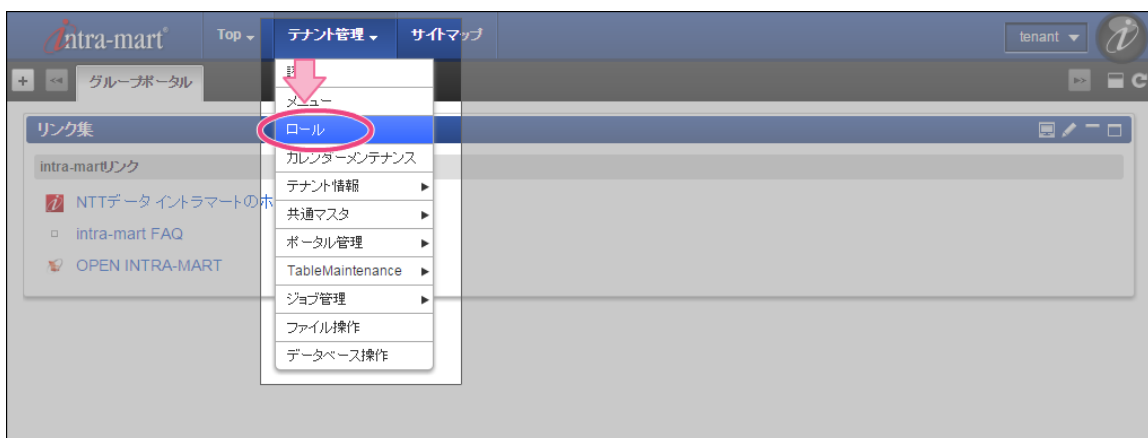 intra-mart® Top テナント管理 サイトマップ tenant
グループポータル
メニュー
リンク集 ロール
intra-martリンク カレンダーメンテナンス
テナント情報
NTTデータ イントラマートのホ
共通マスタ
intra-mart FAQ ポータル管理
OPEN INTRA-MART TableMaintenance
ジョブ管理
ファイル操作
データベース操作